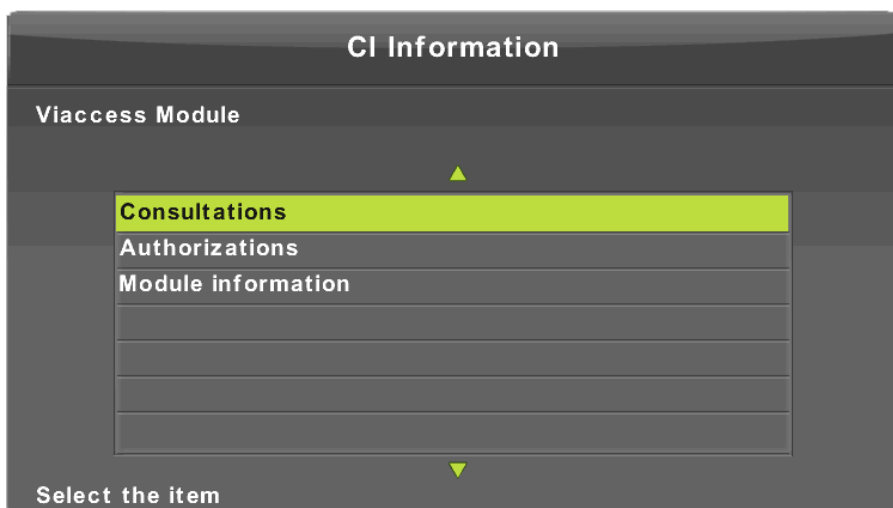 CI Information
Viaccess Module
Consultations
Authorizations
Module information
Select the item